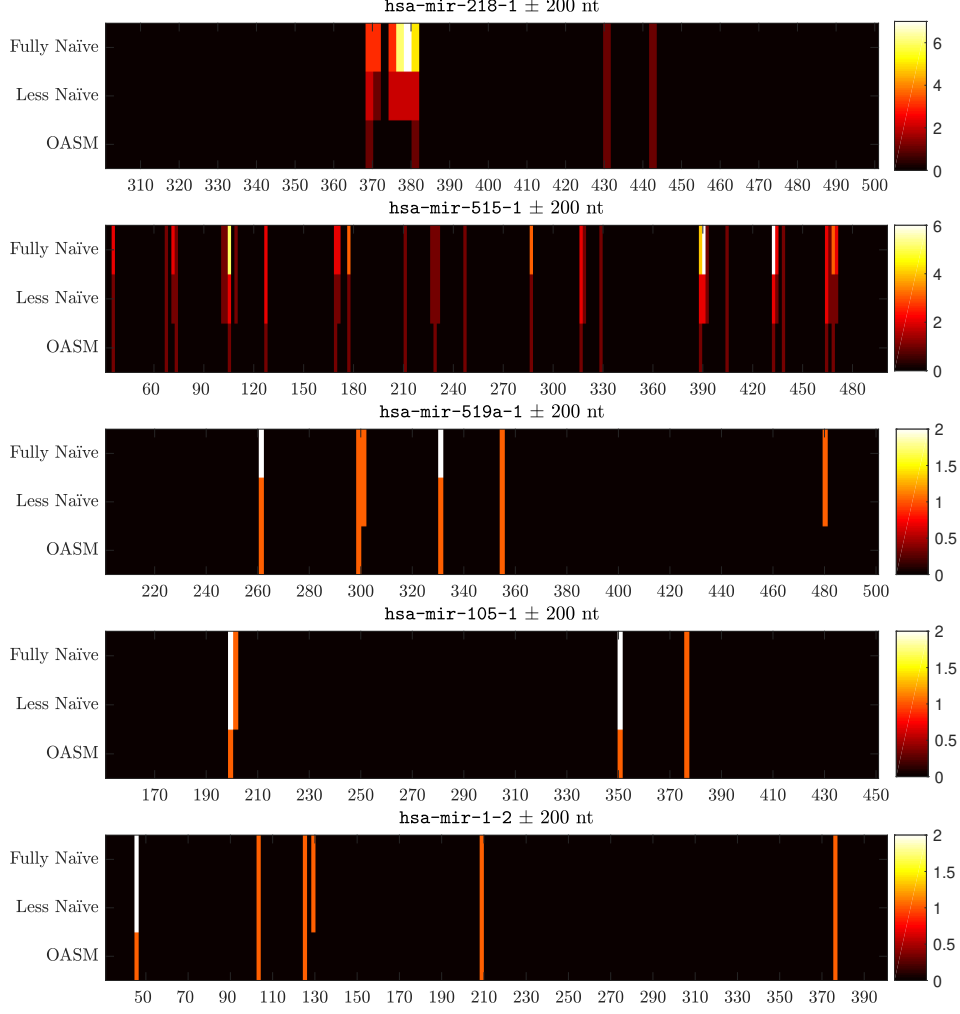 hsa-mir-218-1 ± 200 nt
Fully Naïve
Less Naïve
OASM
310 320 330 340 350 360 370 380 390 400 410 420 430 440 450 460 470 480 490 500
6
4
2
0
hsa-mir-515-1 ± 200 nt
Fully Naïve
Less Naïve
OASM
60 90 120 150 180 210 240 270 300 330 360 390 420 450 480
6
4
2
0
hsa-mir-519a-1 ± 200 nt
Fully Naïve
Less Naïve
OASM
220 240 260 280 300 320 340 360 380 400 420 440 460 480 500
2
1.5
1
0.5
0
hsa-mir-105-1 ± 200 nt
Fully Naïve
Less Naïve
OASM
170 190 210 230 250 270 290 310 330 350 370 390 410 430 450
2
1.5
1
0.5
0
hsa-mir-1-2 ± 200 nt
Fully Naïve
Less Naïve
OASM
50 70 90 110 130 150 170 190 210 230 250 270 290 310 330 350 370 390
2
1.5
1
0.5
0